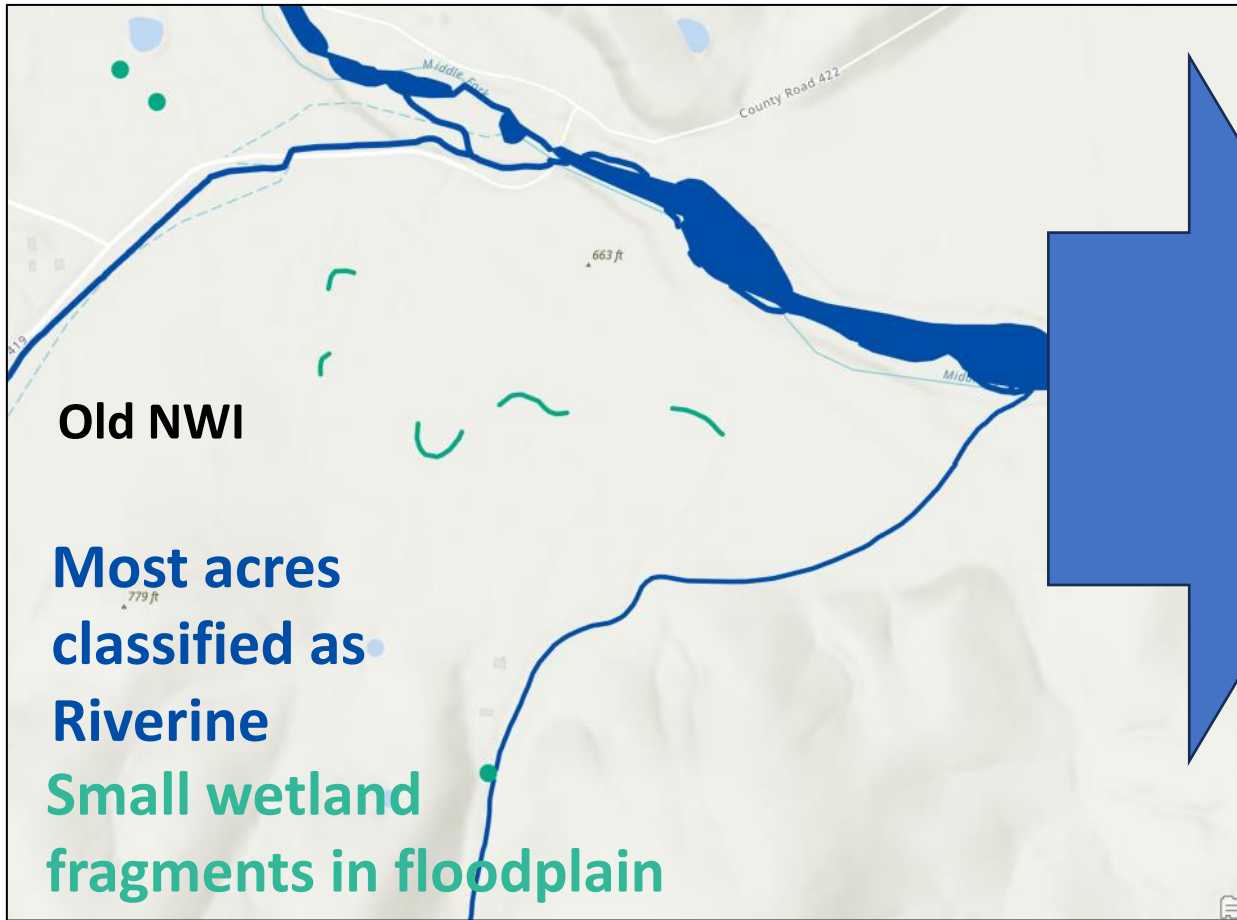 Middle Fork
County Road 422
663 ft
419
Midd
Old NWI
Most acres
779 ft
classified as
Riverine
Small wetland
fragments in floodplain